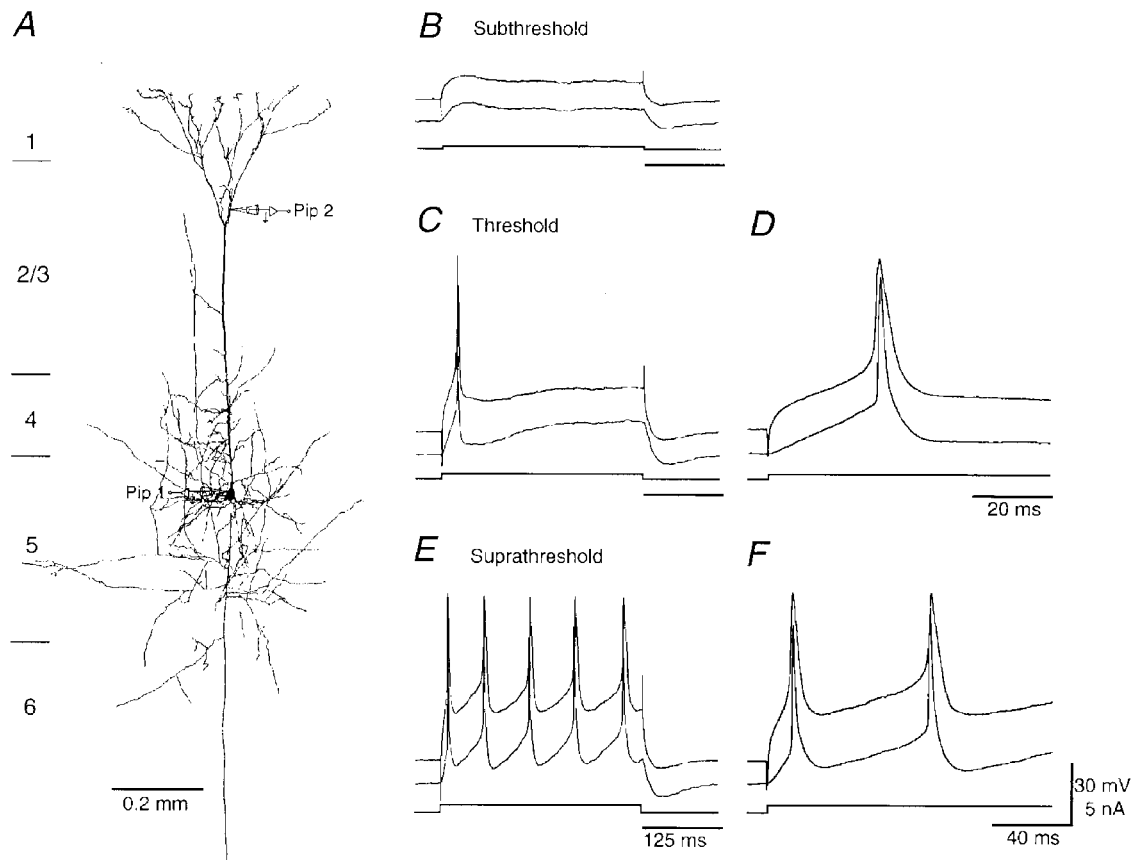 A
1
2/3
4
5
6
Pip 2
Pip 1
0.2 mm
B Subthreshold
C Threshold
D
20 ms
E Suprathreshold
F
125 ms
30 mV
5 nA
40 ms